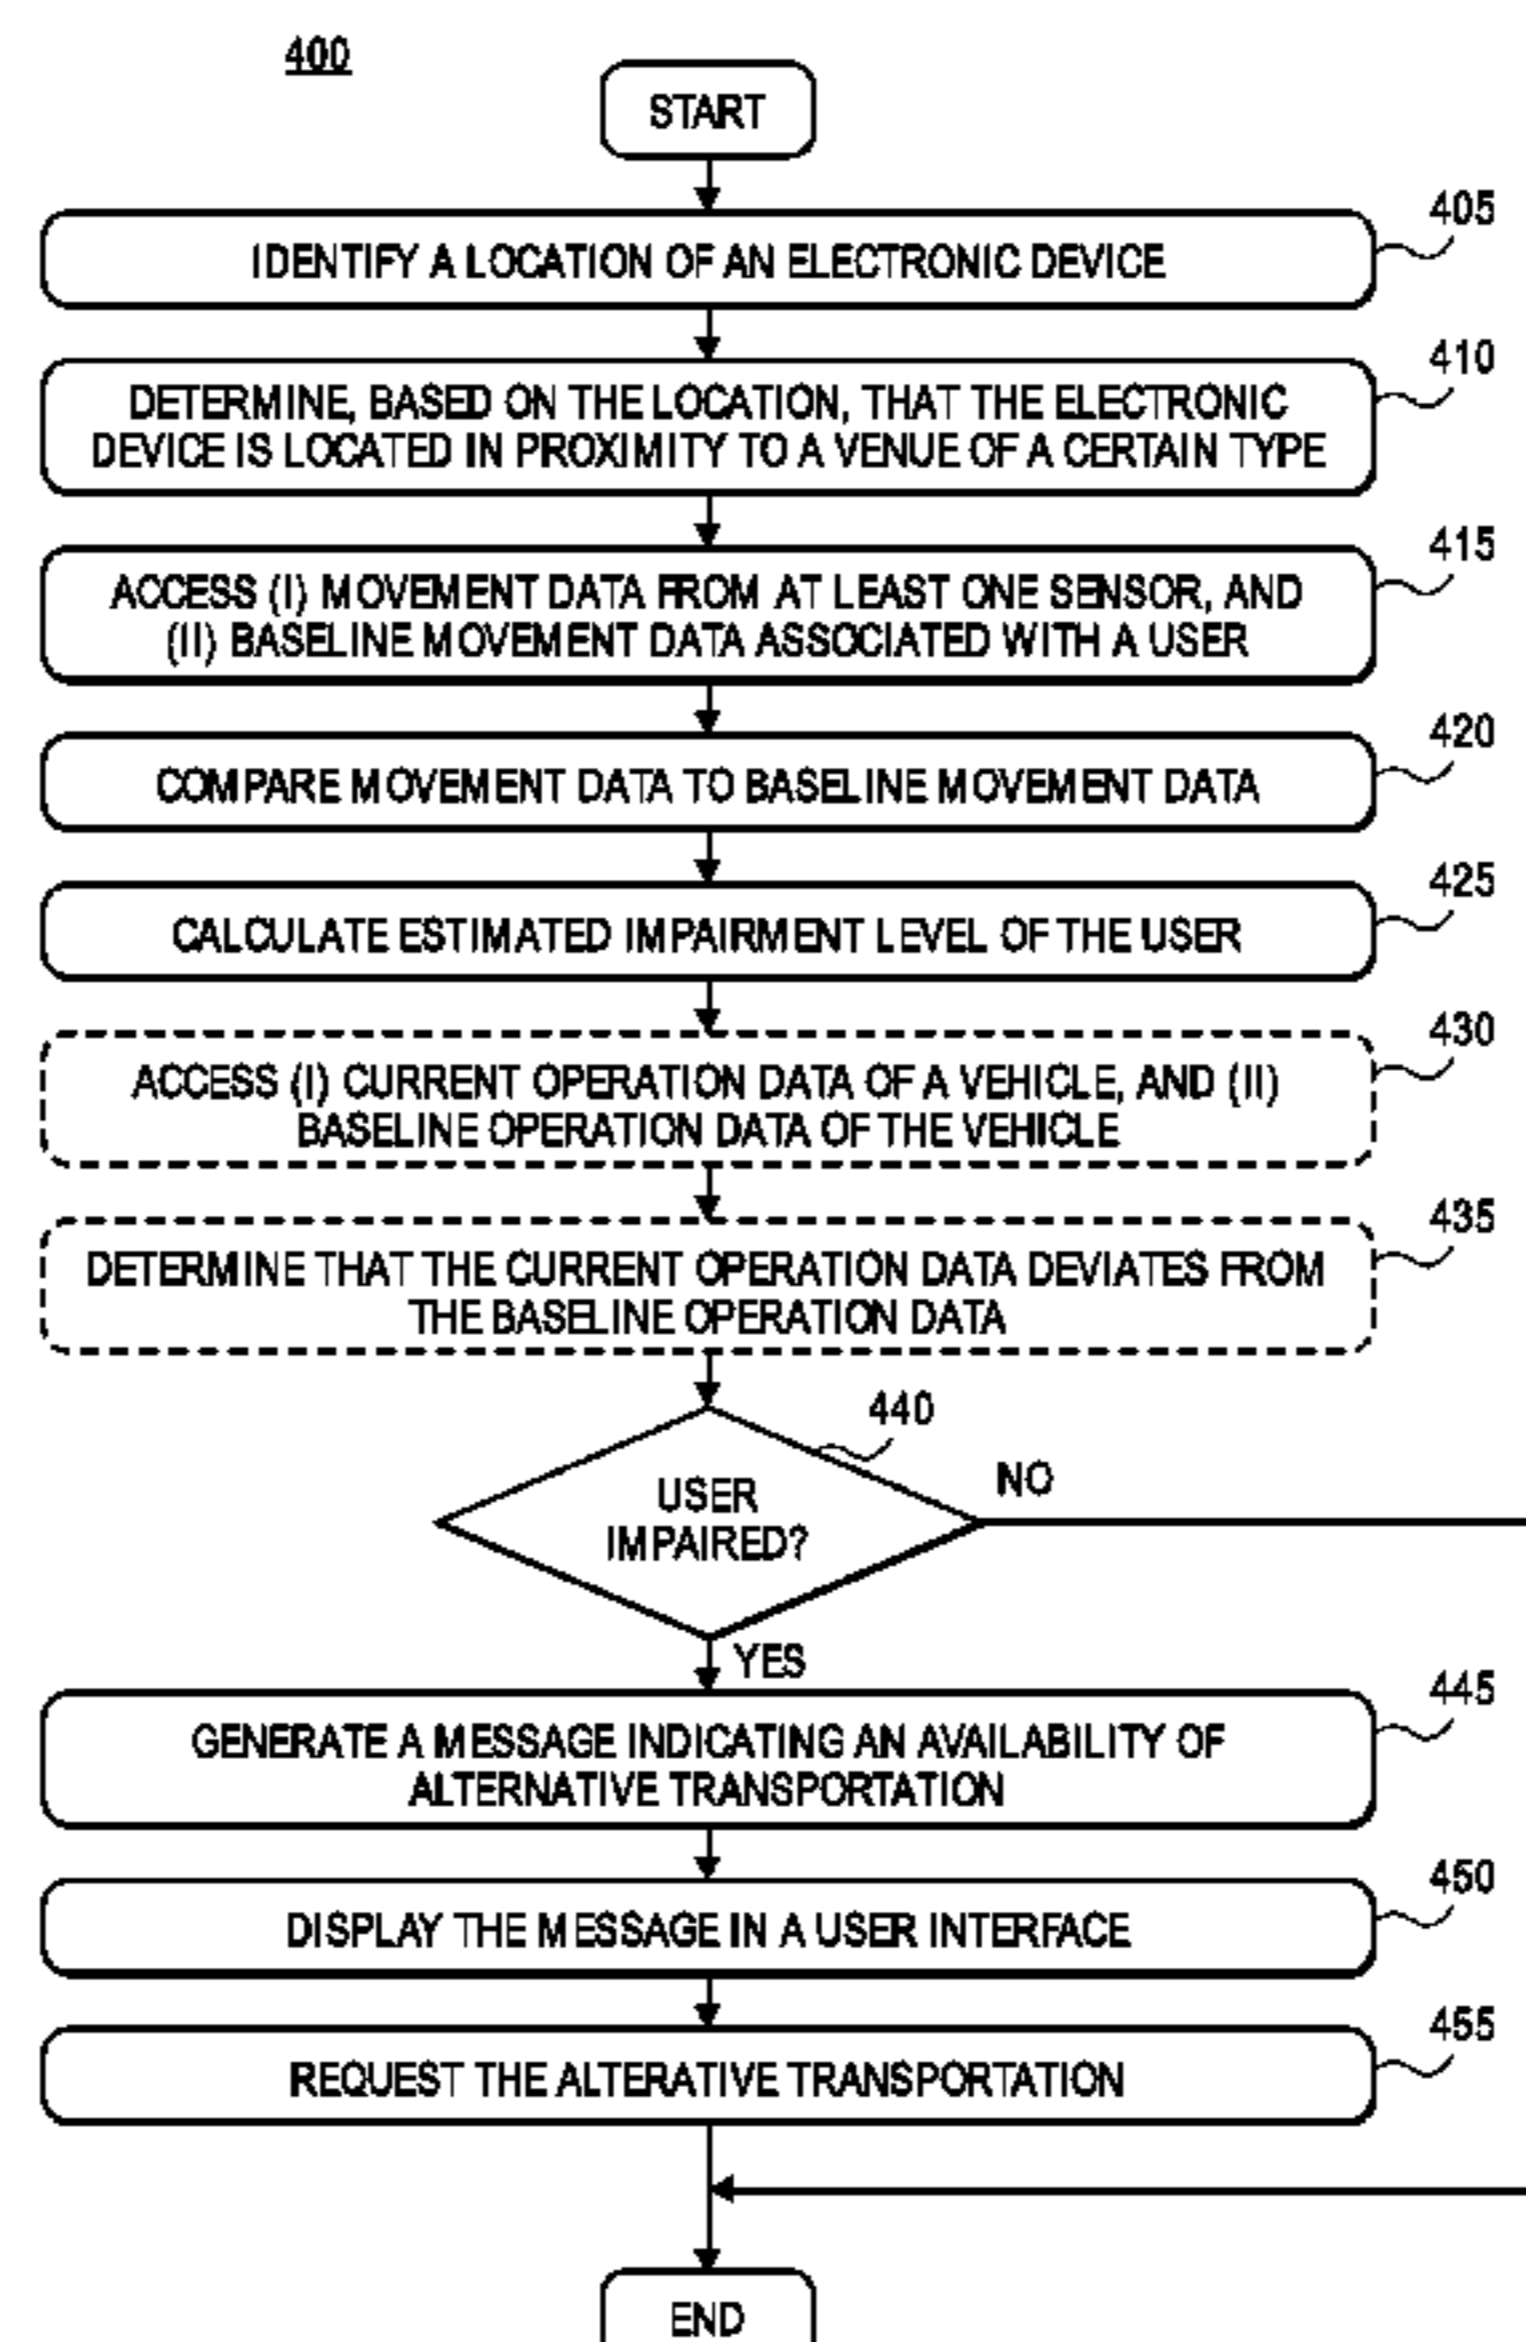 400
START
405
IDENTIFY A LOCATION OF AN ELECTRONIC DEVICE
410
DETERMINE, BASED ON THE LOCATION, THAT THE ELECTRONIC
DEVICE IS LOCATED IN PROXIMITY TO A VENUE OF A CERTAIN TYPE
415
ACCESS (I) MOVEMENT DATA FROM AT LEAST ONE SENSOR, AND
(II) BASELINE MOVEMENT DATA ASSOCIATED WITH A USER
420
COMPARE MOVEMENT DATA TO BASELINE MOVEMENT DATA
425
CALCULATE ESTIMATED IMPAIRMENT LEVEL OF THE USER
430
ACCESS (I) CURRENT OPERATION DATA OF A VEHICLE, AND (II)
BASELINE OPERATION DATA OF THE VEHICLE
435
DETERMINE THAT THE CURRENT OPERATION DATA DEVIATES FROM
THE BASELINE OPERATION DATA
440
NO
USER
IMPAIRED?
YES
445
GENERATE A MESSAGE INDICATING AN AVAILABILITY OF
ALTERNATIVE TRANSPORTATION
450
DISPLAY THE MESSAGE IN A USER INTERFACE
455
REQUEST THE ALTERATIVE TRANSPORTATION
END